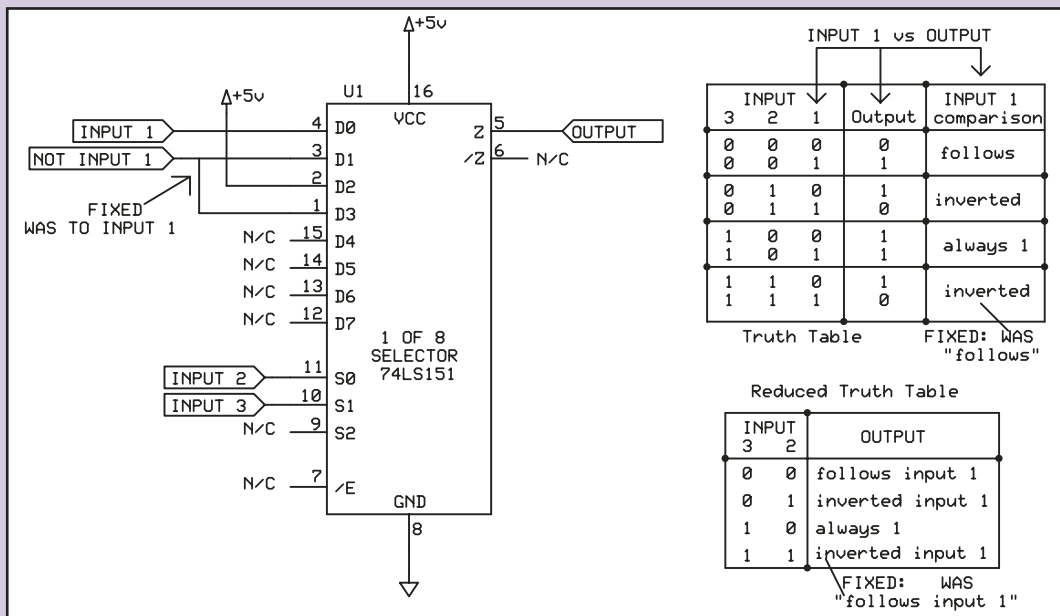 +5v
+5v
U1
16
VCC
INPUT 1
4
D0
NOT INPUT 1
3
D1
2
D2
1
D3
FIXED
WAS TO INPUT 1
N/C
15
D4
N/C
14
D5
N/C
13
D6
N/C
12
D7
Z
5
OUTPUT
/Z
6
N/C
1 OF 8
SELECTOR
74LS151
INPUT 2
11
S0
INPUT 3
10
S1
N/C
9
S2
N/C
7
/E
GND
8
INPUT 1 vs OUTPUT
INPUT
3 2 1
Output
INPUT 1
comparison
0 0 0 0
0 0 1 1
follows
0 1 0 1
0 1 1 0
inverted
1 0 0 1
1 0 1 1
always 1
1 1 0 1
1 1 1 0
inverted
Truth Table
FIXED: WAS
"follows"
Reduced Truth Table
INPUT
3 2
OUTPUT
0 0 follows input 1
0 1 inverted input 1
1 0 always 1
1 1 inverted input 1
FIXED: WAS
"follows input 1"